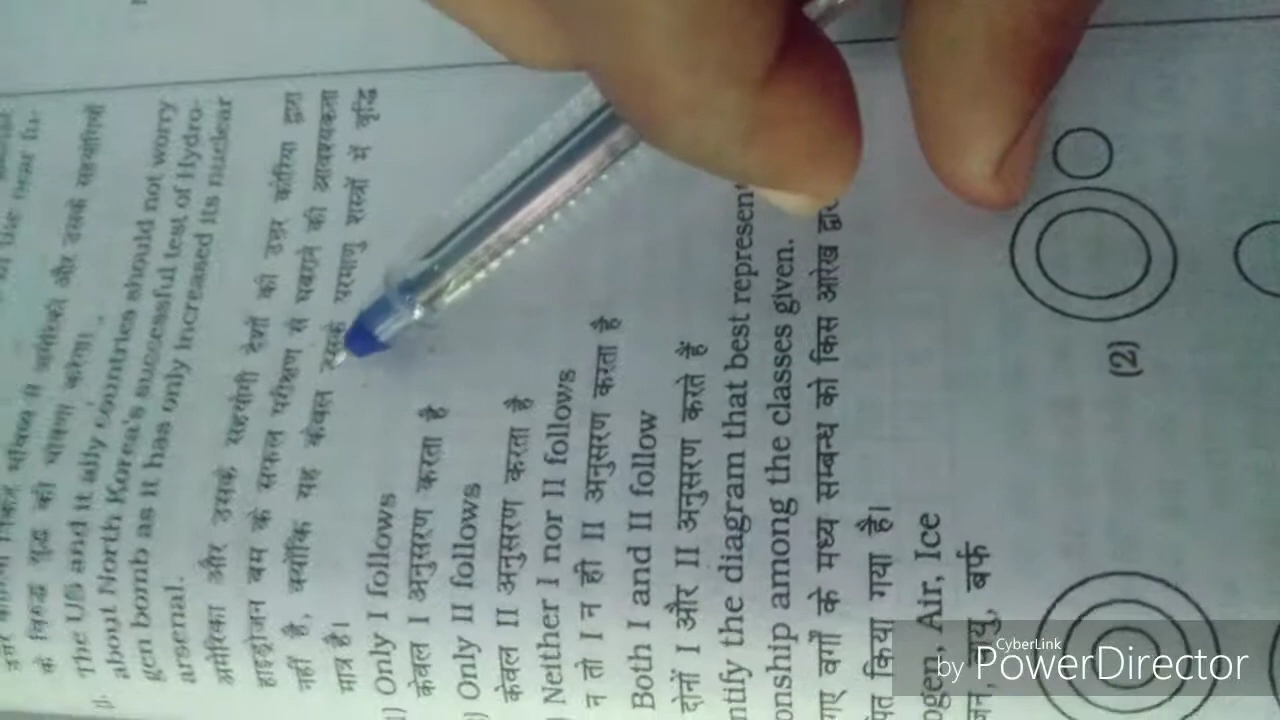 के विरुद्ध युद्ध की घोषणा करेगा।
II. The US and it ally countries should not worry
about North Korea's successful test of Hydro-
gen bomb as it has only increased its nuclear
arsenal.
अमेरिका और उसके सहयोगी देशों को उत्तर कोरिया द्वारा
हाइड्रोजन बम के सफल परीक्षण से घबराने की आवश्यकता
नहीं है, क्योंकि यह केवल उसके परमाणु शस्त्रों में वृद्धि
मात्र है।
) Only I follows
केवल I अनुसरण करता है
) Only II follows
केवल II अनुसरण करता है
) Neither I nor II follows
न तो I न ही II अनुसरण करता है
Both I and II follow
दोनों I और II अनुसरण करते हैं
ntify the diagram that best represent
onship among the classes given.
गए वर्गों के मध्य सम्बन्ध को किस आरेख
पित किया गया है।
ogen, Air, Ice
जन, वायु, बर्फ
(2)
CyberLink
by PowerDirector